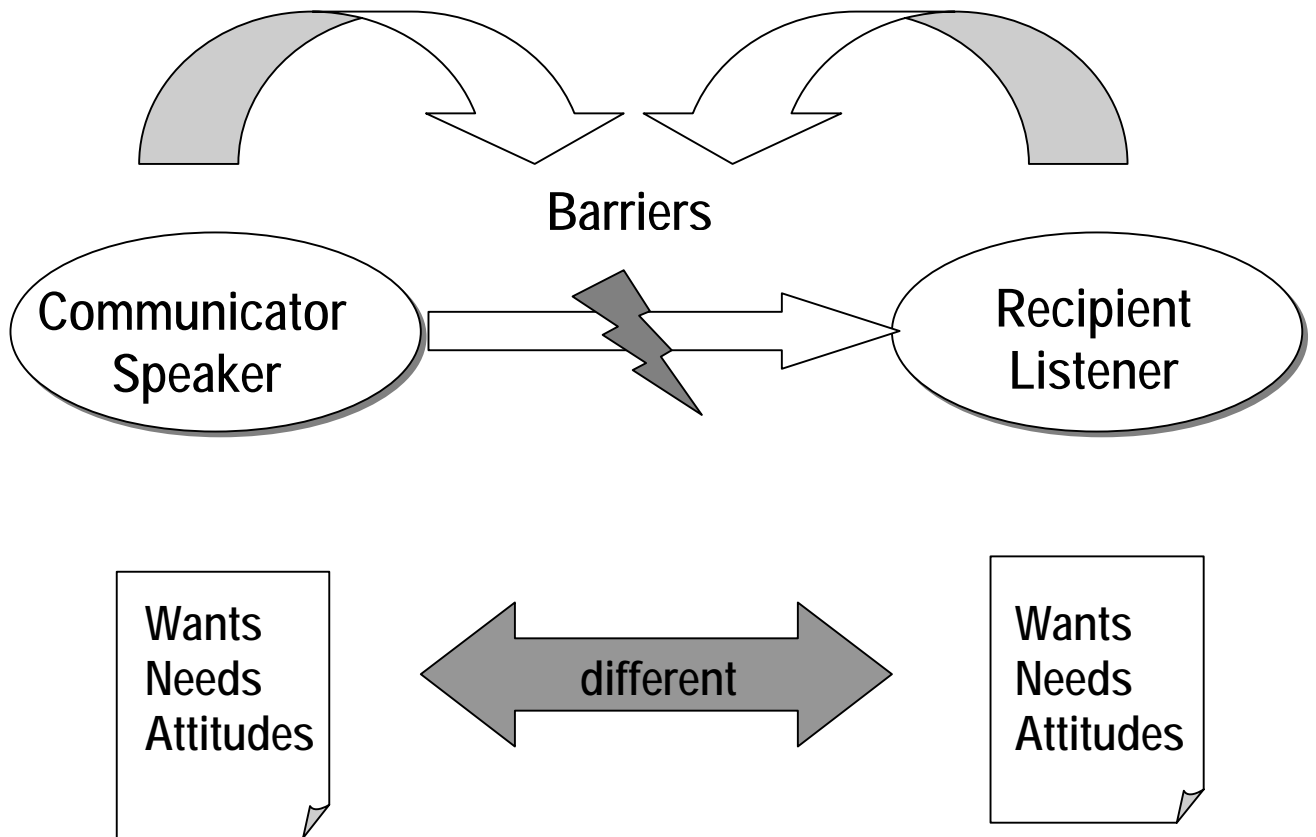 Barriers
Communicator
Speaker
Recipient
Listener
Wants
Needs
Attitudes
different
Wants
Needs
Attitudes